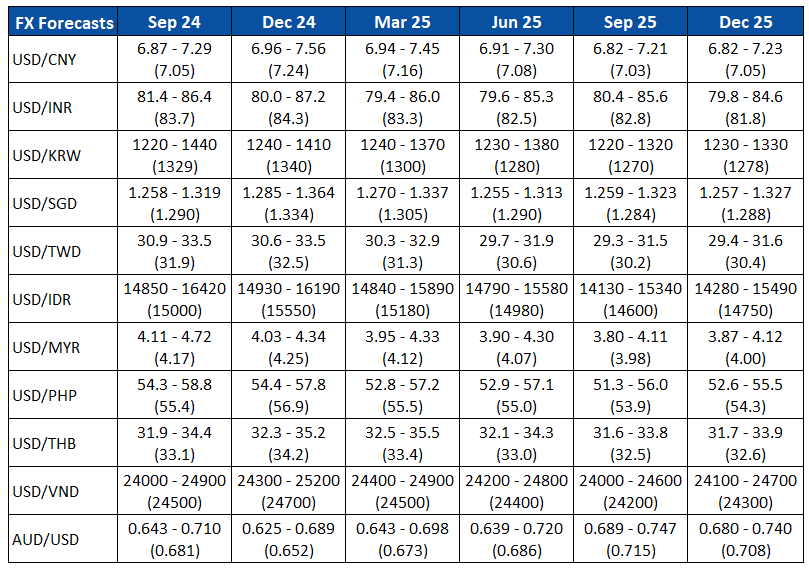 FX Forecasts Sep 24 Dec 24 Mar 25 Jun 25 Sep 25 Dec 25
USD/CNY 6.87 - 7.29 6.96 - 7.56 6.94 - 7.45 6.91 - 7.30 6.82 - 7.21 6.82 - 7.23
(7.05) (7.24) (7.16) (7.08) (7.03) (7.05)
USD/INR 81.4 - 86.4 80.0 - 87.2 79.4 - 86.0 79.6 - 85.3 80.4 - 85.6 79.8 - 84.6
(83.7) (84.3) (83.3) (82.5) (82.8) (81.8)
USD/KRW 1220 - 1440 1240 - 1410 1240 - 1370 1230 - 1380 1220 - 1320 1230 - 1330
(1329) (1340) (1300) (1280) (1270) (1278)
USD/SGD 1.258 - 1.319 1.285 - 1.364 1.270 - 1.337 1.255 - 1.313 1.259 - 1.323 1.257 - 1.327
(1.290) (1.334) (1.305) (1.290) (1.284) (1.288)
USD/TWD 30.9 - 33.5 30.6 - 33.5 30.3 - 32.9 29.7 - 31.9 29.3 - 31.5 29.4 - 31.6
(31.9) (32.5) (31.3) (30.6) (30.2) (30.4)
USD/IDR 14850 - 16420 14930 - 16190 14840 - 15890 14790 - 15580 14130 - 15340 14280 - 15490
(15000) (15550) (15180) (14980) (14600) (14750)
USD/MYR 4.11 - 4.72 4.03 - 4.34 3.95 - 4.33 3.90 - 4.30 3.80 - 4.11 3.87 - 4.12
(4.17) (4.25) (4.12) (4.07) (3.98) (4.00)
USD/PHP 54.3 - 58.8 54.4 - 57.8 52.8 - 57.2 52.9 - 57.1 51.3 - 56.0 52.6 - 55.5
(55.4) (56.9) (55.5) (55.0) (53.9) (54.3)
USD/THB 31.9 - 34.4 32.3 - 35.2 32.5 - 35.5 32.1 - 34.3 31.6 - 33.8 31.7 - 33.9
(33.1) (34.2) (33.4) (33.0) (32.5) (32.6)
USD/VND 24000 - 24900 24300 - 25200 24400 - 24900 24200 - 24800 24000 - 24600 24100 - 24700
(24500) (24700) (24500) (24400) (24200) (24300)
AUD/USD 0.643 - 0.710 0.625 - 0.689 0.643 - 0.698 0.639 - 0.720 0.689 - 0.747 0.680 - 0.740
(0.681) (0.652) (0.673) (0.686) (0.715) (0.708)